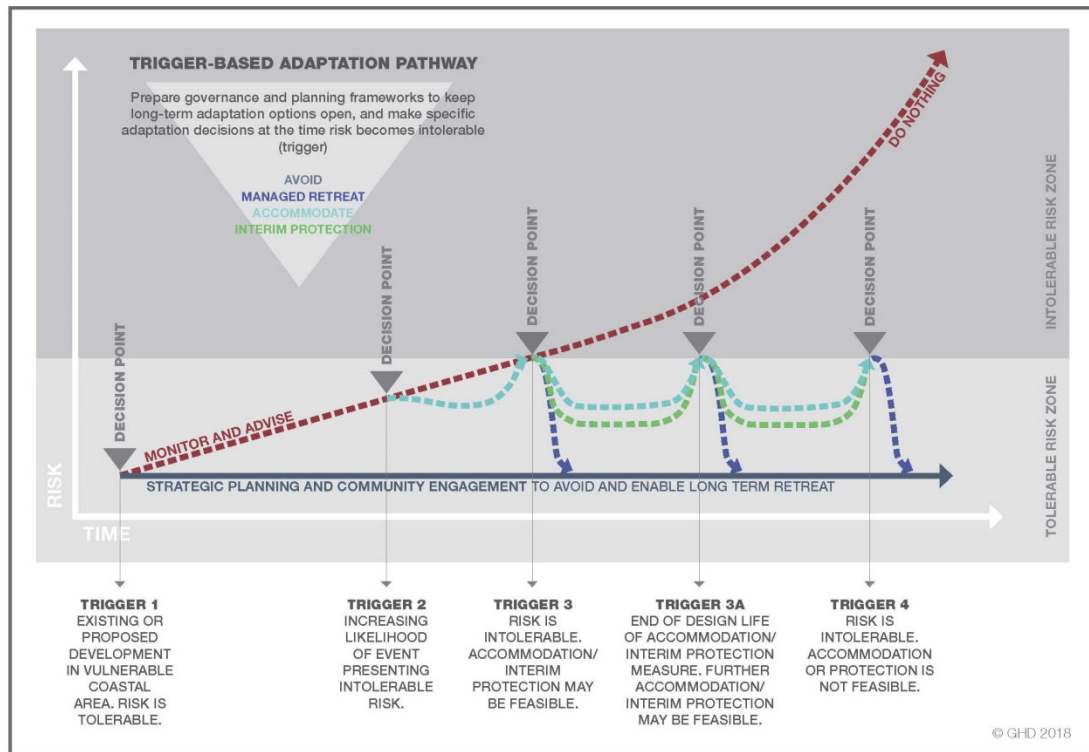 TRIGGER-BASED ADAPTATION PATHWAY
Prepare governance and planning frameworks to keep
long-term adaptation options open, and make specific
adaptation decisions at the time risk becomes intolerable
(trigger)
AVOID
MANAGED RETREAT
ACCOMMODATE
INTERIM PROTECTION
DECISION POINT
DECISION POINT
DECISION POINT
DECISION POINT
DECISION POINT
DO NOTHING
INTOLERABLE RISK ZONE
TOLERABLE RISK ZONE
MONITOR AND ADVISE
STRATEGIC PLANNING AND COMMUNITY ENGAGEMENT TO AVOID AND ENABLE LONG TERM RETREAT
RISK
TIME
TRIGGER 1
EXISTING OR
PROPOSED
DEVELOPMENT
IN VULNERABLE
COASTAL
AREA. RISK IS
TOLERABLE.
TRIGGER 2
INCREASING
LIKELIHOOD
OF EVENT
PRESENTING
INTOLERABLE
RISK.
TRIGGER 3
RISK IS
INTOLERABLE.
ACCOMMODATION/
INTERIM
PROTECTION MAY
BE FEASIBLE.
TRIGGER 3A
END OF DESIGN LIFE
OF ACCOMMODATION/
INTERIM PROTECTION
MEASURE. FURTHER
ACCOMMODATION/
INTERIM PROTECTION
MAY BE FEASIBLE.
TRIGGER 4
RISK IS
INTOLERABLE.
ACCOMMODATION
OR PROTECTION IS
NOT FEASIBLE.
© GHD 2018